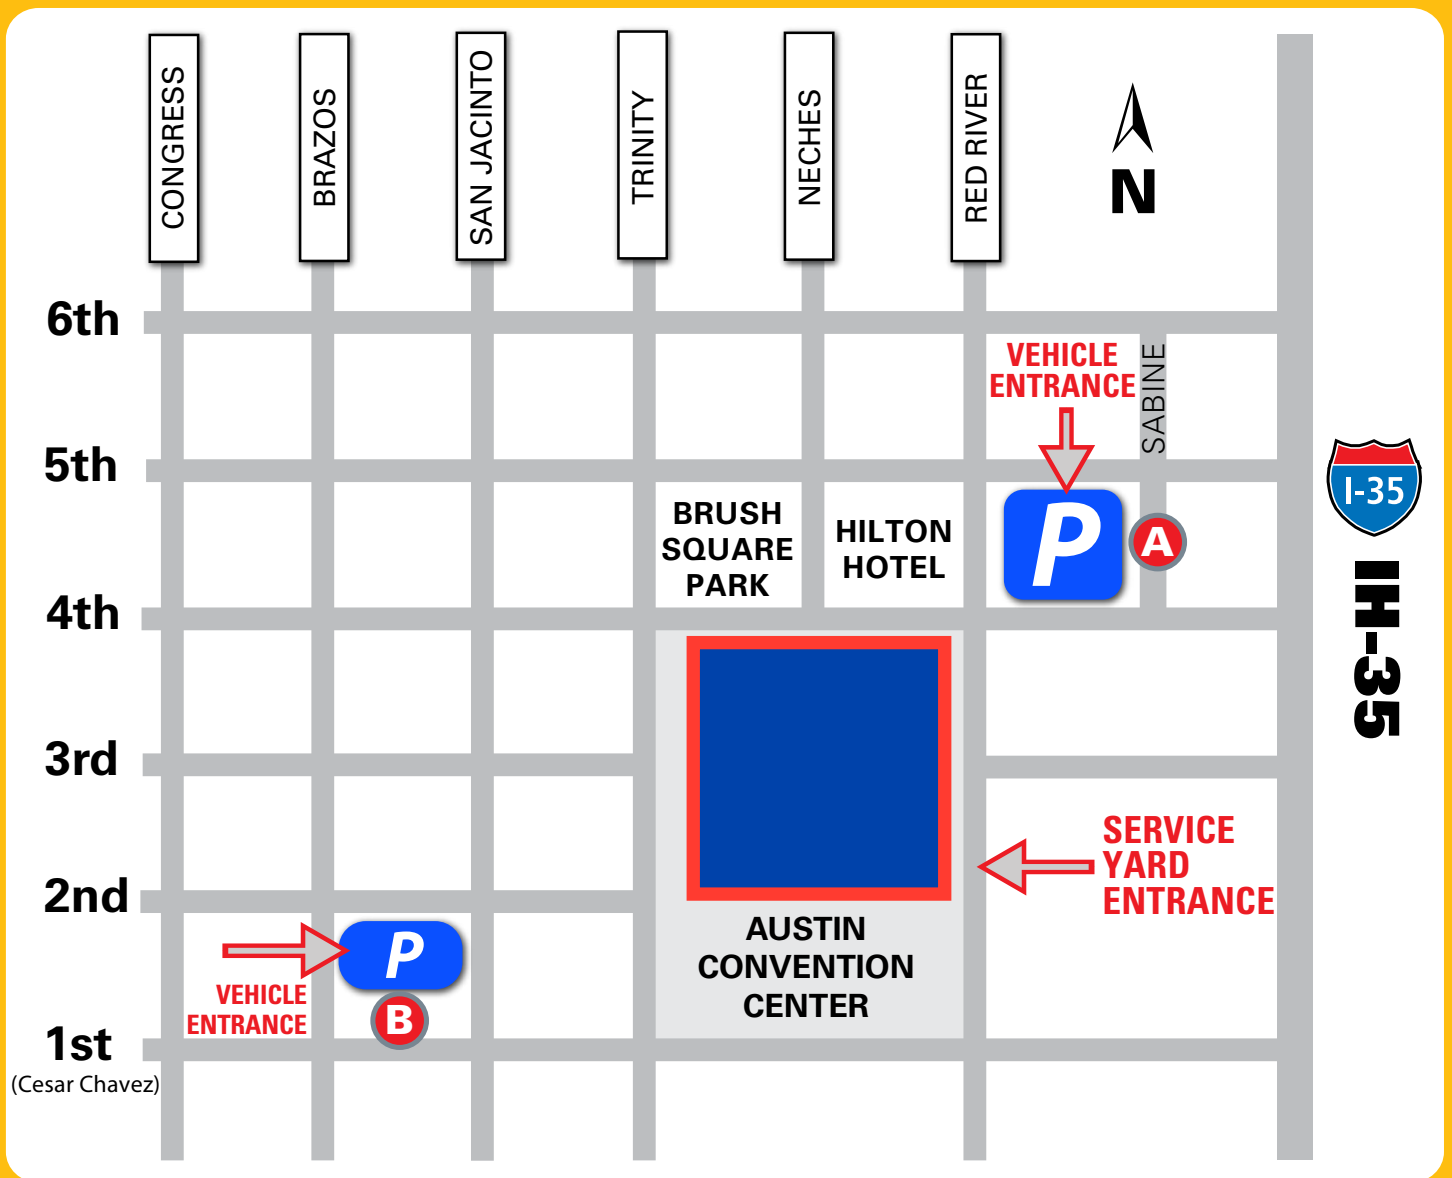 CONGRESS
BRAZOS
SAN JACINTO
TRINITY
NECHES
RED RIVER
N
6th
VEHICLE
ENTRANCE
SABINE
5th
I-35
P
A
BRUSH
SQUARE
PARK
HILTON
HOTEL
IH-35
4th
3rd
SERVICE
YARD
ENTRANCE
2nd
AUSTIN
CONVENTION
CENTER
P
VEHICLE
ENTRANCE
B
1st
(Cesar Chavez)